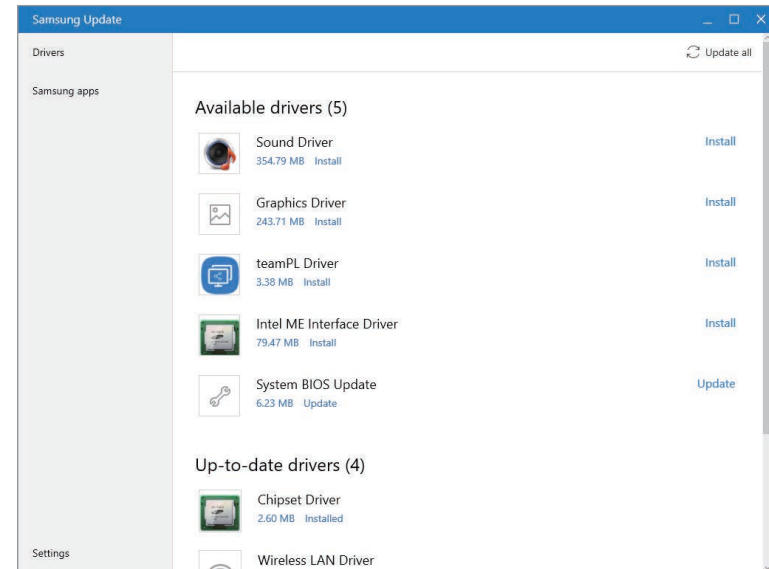 Samsung Update
Drivers
Update all
Samsung apps
Available drivers (5)
Sound Driver
Install
354.79 MB Install
Graphics Driver
Install
243.71 MB Install
teamPL Driver
Install
3.38 MB Install
Intel ME Interface Driver
Install
79.47 MB Install
System BIOS Update
Update
6.23 MB Update
Up-to-date drivers (4)
Chipset Driver
2.60 MB Installed
Settings
Wireless LAN Driver